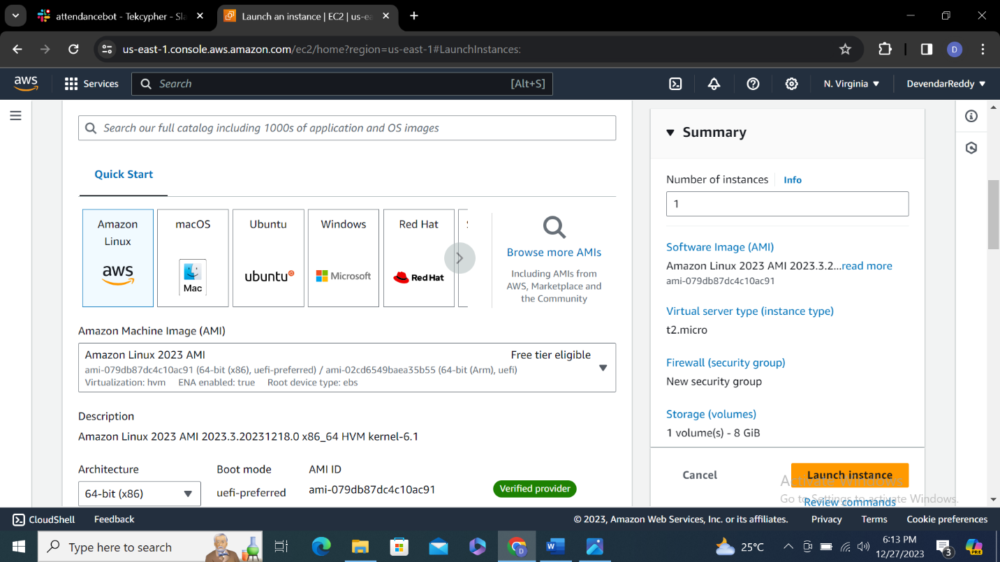 attendancebot - Tekcypher - Sla
Launch an instance | EC2 | us-ea
us-east-1.console.aws.amazon.com/ec2/home?region=us-east-1#LaunchInstances:
D
aws
Services
Search
[Alt+S]
N. Virginia
DevendarReddy
Search our full catalog including 1000s of application and OS images
Quick Start
Amazon
Linux
aws
macOS
Mac
Ubuntu
ubuntu
Windows
Microsoft
Red Hat
Red Hat
Browse more AMIs
Including AMIs from
AWS, Marketplace and
the Community
Amazon Machine Image (AMI)
Amazon Linux 2023 AMI
Free tier eligible
ami-079db87dc4c10ac91 (64-bit (x86), uefi-preferred) / ami-02cd6549baea35b55 (64-bit (Arm), uefi)
Virtualization: hvm ENA enabled: true Root device type: ebs
Description
Amazon Linux 2023 AMI 2023.3.20231218.0 x86_64 HVM kernel-6.1
Architecture
Boot mode
AMI ID
64-bit (x86)
uefi-preferred
ami-079db87dc4c10ac91
Verified provider
Summary
Number of instances
Info
1
Software Image (AMI)
Amazon Linux 2023 AMI 2023.3.2...read more
ami-079db87dc4c10ac91
Virtual server type (instance type)
t2.micro
Firewall (security group)
New security group
Storage (volumes)
1 volume(s) - 8 GiB
Cancel
Launch instance
Review commands
Go to Settings to activate Windows.
CloudShell
Feedback
© 2023, Amazon Web Services, Inc. or its affiliates.
Privacy
Terms
Cookie preferences
Type here to search
D
25°C
6:13 PM
12/27/2023
3
PRE